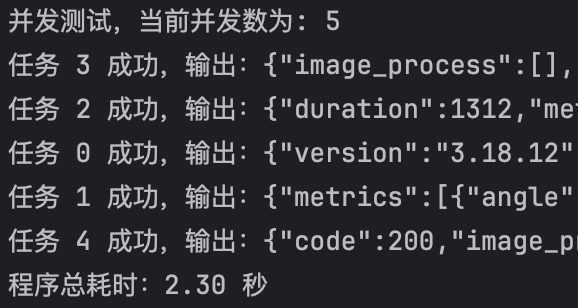 并发测试，当前并发数为: 5
任务 3 成功，输出：{"image_process":[],
任务 2 成功，输出：{"duration":1312,"me
任务 0 成功，输出：{"version":"3.18.12"
任务 1 成功，输出：{"metrics":[{"angle"
任务 4 成功，输出：{"code":200,"image_pr
程序总耗时：2.30 秒